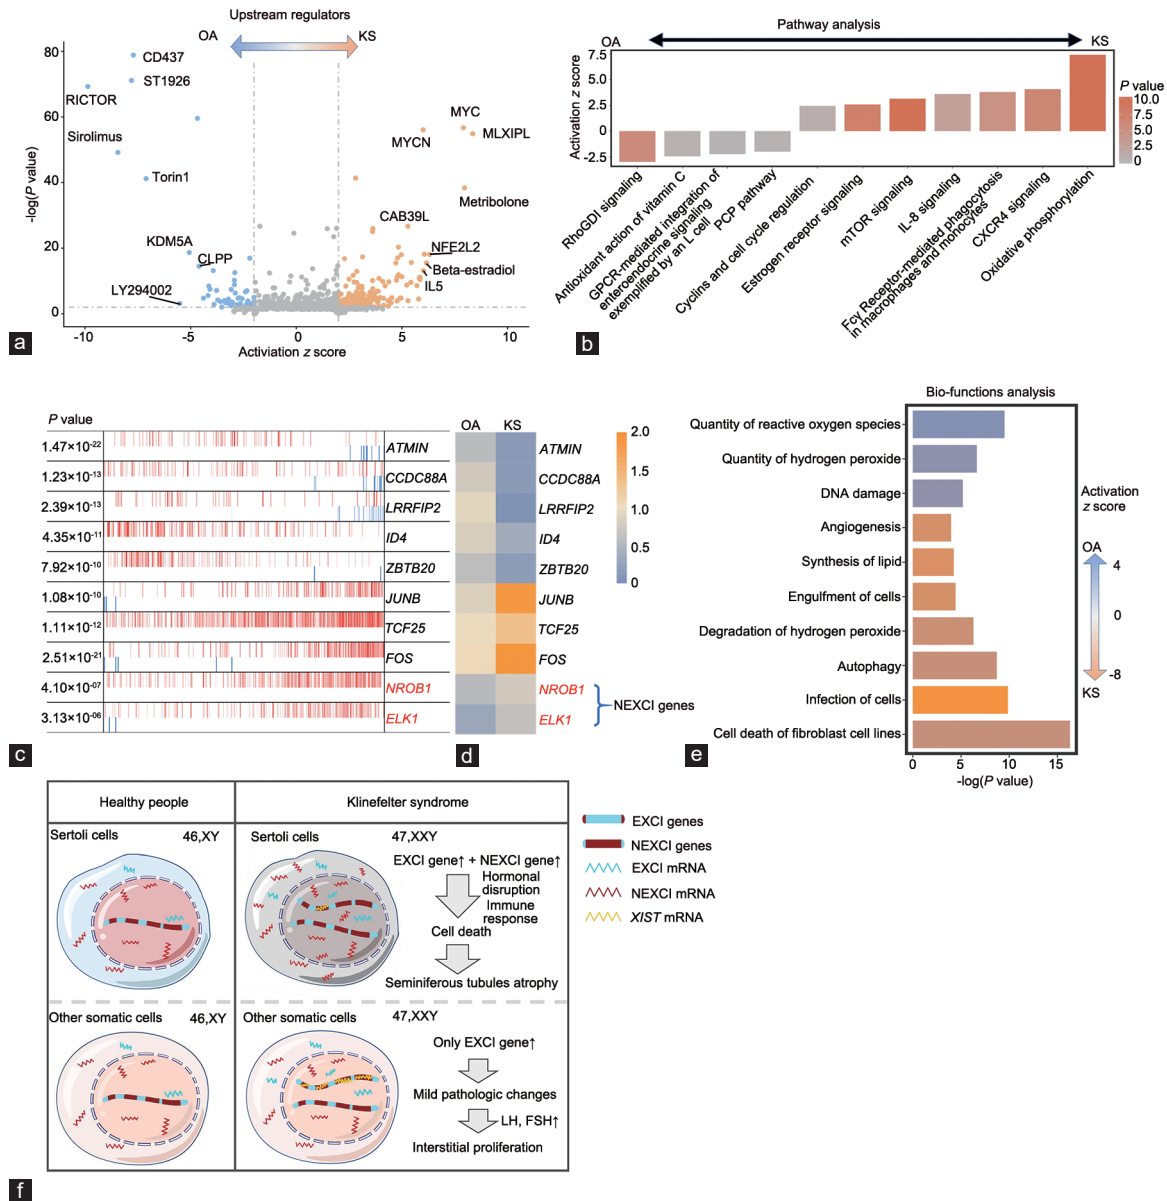 Upstream regulators
OA
KS
80
60
40
20
0
-log(P value)
CD437
ST1926
RICTOR
Sirolimus
Torin1
KDM5A
CLPP
LY294002
MYC
MLXIPL
MYCN
Metribolone
CAB39L
NFE2L2
Beta-estradiol
IL5
-10
-5
0
5
10
Activiation z score
a
Pathway analysis
OA
KS
7.5
5.0
2.5
0
-2.5
Activation z score
P value
10.0
7.5
5.0
2.5
0
RhoGDI signaling
Antioxidant action of vitamin C
GPCR-mediated integration of
enteroendocrine signaling
exemplified by an L cell
PCP pathway
Cyclins and cell cycle regulation
Estrogen receptor signaling
mTOR signaling
IL-8 signaling
Fcγ Receptor-mediated phagocytosis
in macrophages and monocytes
CXCR4 signaling
Oxidative phosphorylation
b
P value
1.47×10-22
ATMIN
1.23×10-13
CCDC88A
2.39×10-13
LRRFIP2
4.35×10-11
ID4
7.92×10-10
ZBTB20
1.08×10-10
JUNB
1.11×10-12
TCF25
2.51×10-21
FOS
4.10×10-07
NROB1
3.13×10-06
ELK1
c
OA
KS
ATMIN
CCDC88A
LRRFIP2
ID4
ZBTB20
JUNB
TCF25
FOS
NROB1
ELK1
NEXCI genes
2.0
1.5
1.0
0.5
0
d
Bio-functions analysis
Quantity of reactive oxygen species
Quantity of hydrogen peroxide
DNA damage
Angiogenesis
Synthesis of lipid
Engulfment of cells
Degradation of hydrogen peroxide
Autophagy
Infection of cells
Cell death of fibroblast cell lines
0
5
10
15
-log(P value)
Activation
z score
OA
4
0
-8
KS
e
Healthy people
Klinefelter syndrome
Sertoli cells
46,XY
Sertoli cells
47,XXY
EXCI gene↑ + NEXCI gene↑
Hormonal
disruption
Immune
response
Cell death
Seminiferous tubules atrophy
Other somatic cells
46,XY
Other somatic cells
47,XXY
Only EXCI gene↑
Mild pathologic changes
LH, FSH↑
Interstitial proliferation
EXCI genes
NEXCI genes
EXCI mRNA
NEXCI mRNA
XIST mRNA
f